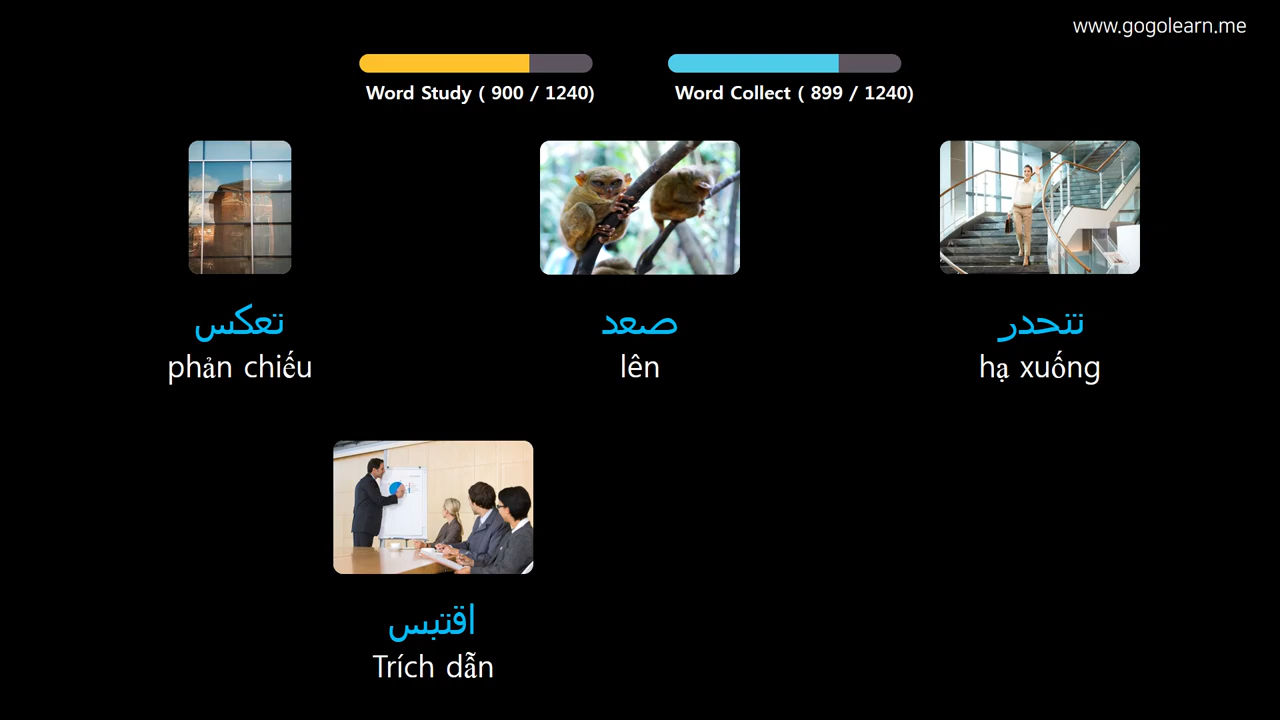 www.gogolearn.me
Word Study ( 900 / 1240)
Word Collect ( 899 / 1240)
تعكس
phản chiếu
صعد
lên
تتحدر
hạ xuống
اقتبس
Trích dẫn